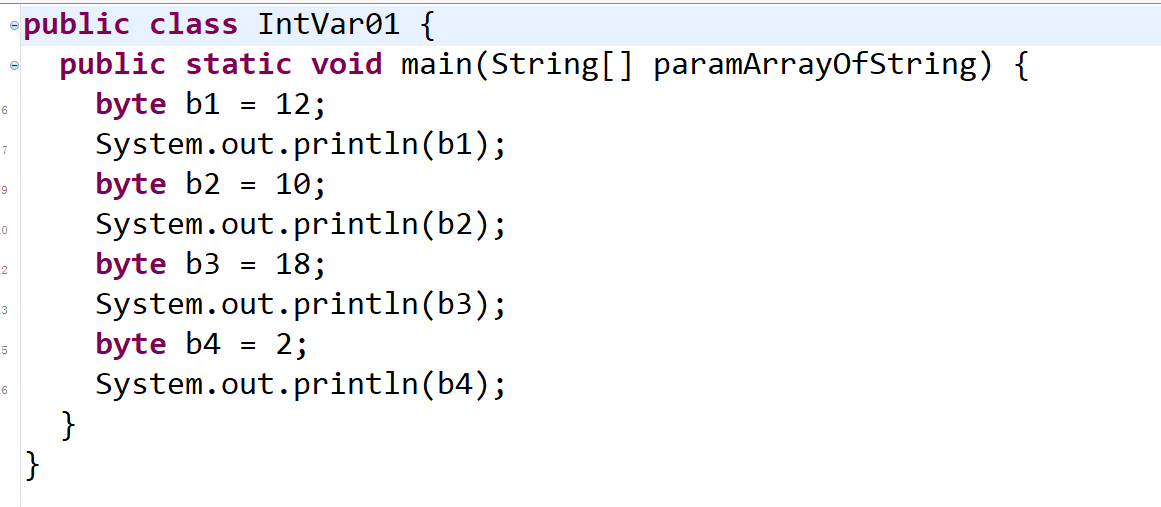 public class IntVar01 {
public static void main(String[] paramArrayOfString) {
6 byte b1 = 12;
7 System.out.println(b1);
9 byte b2 = 10;
0 System.out.println(b2);
2 byte b3 = 18;
3 System.out.println(b3);
5 byte b4 = 2;
6 System.out.println(b4);
}
}